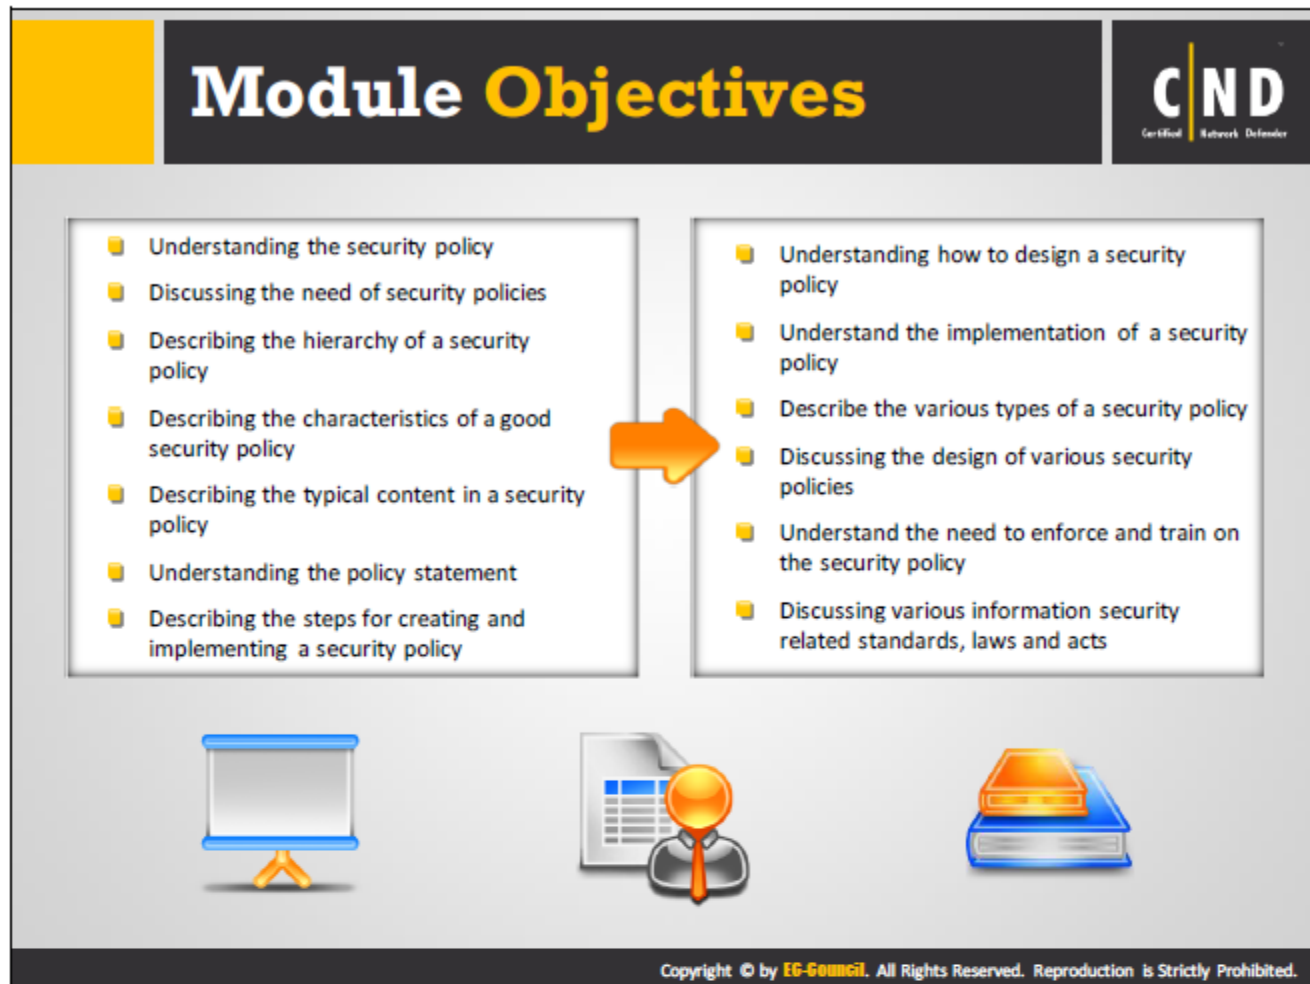 Module Objectives
C|ND
Certified Network Defender
Understanding the security policy
Discussing the need of security policies
Describing the hierarchy of a security
policy
Describing the characteristics of a good
security policy
Describing the typical content in a security
policy
Understanding the policy statement
Describing the steps for creating and
implementing a security policy
Understanding how to design a security
policy
Understand the implementation of a security
policy
Describe the various types of a security policy
Discussing the design of various security
policies
Understand the need to enforce and train on
the security policy
Discussing various information security
related standards, laws and acts
Copyright © by EC-Council. All Rights Reserved. Reproduction is Strictly Prohibited.